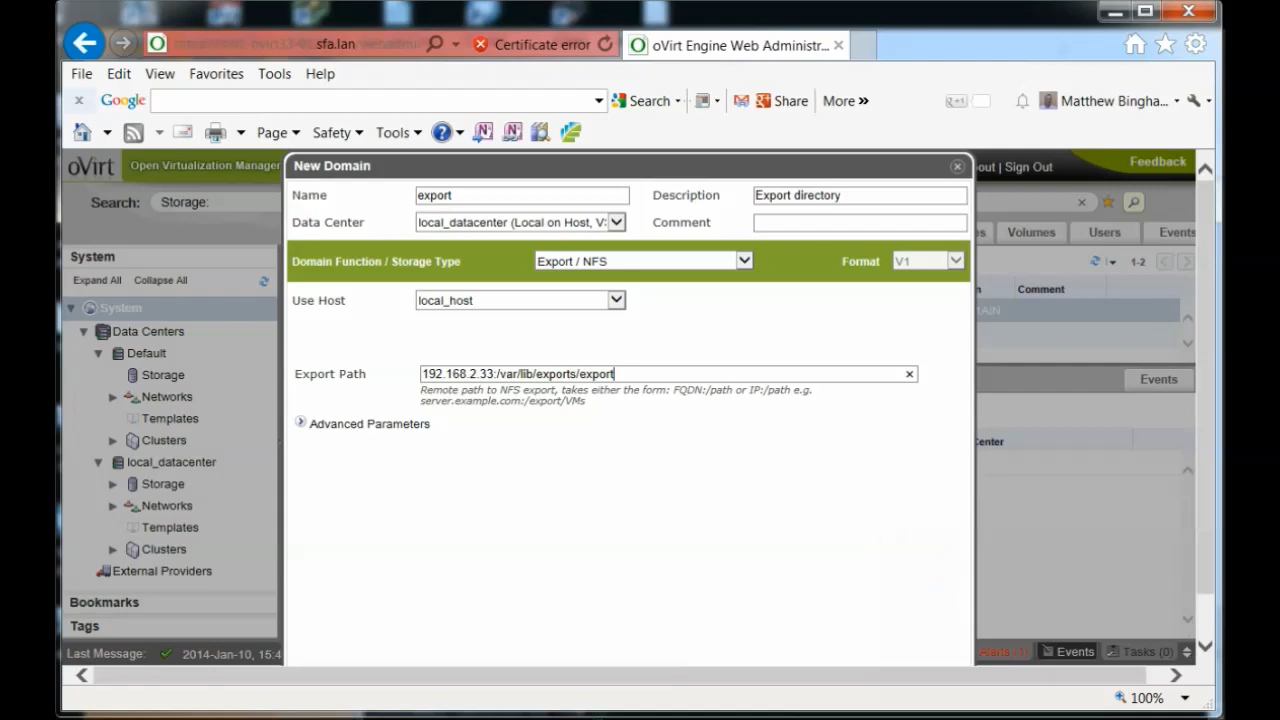 sfa.lan
Certificate error
oVirt Engine Web Administr...
File Edit View Favorites Tools Help
x Google Search Share More » Matthew Bingha...
Page Safety Tools
oVirt Open Virtualization Manager
New Domain
out | Sign Out
Feedback
Search: Storage:
Name export
Description Export directory
Data Center local_datacenter (Local on Host, V
Comment
Volumes Users Events
Domain Function / Storage Type Export / NFS
Format V1
System
Expand All Collapse All
1-2
Use Host local_host
Comment
System
MAIN
Data Centers
Default
Storage
Export Path 192.168.2.33:/var/lib/exports/export
Events
Remote path to NFS export, takes either the form: FQDN:/path or IP:/path e.g.
server.example.com:/export/VMs
Networks
Templates
Advanced Parameters
Clusters
Center
local_datacenter
Storage
Networks
Templates
Clusters
External Providers
Bookmarks
Tags
Last Message: 2014-Jan-10, 15:4
Alerts (1) Events Tasks (0)
100%